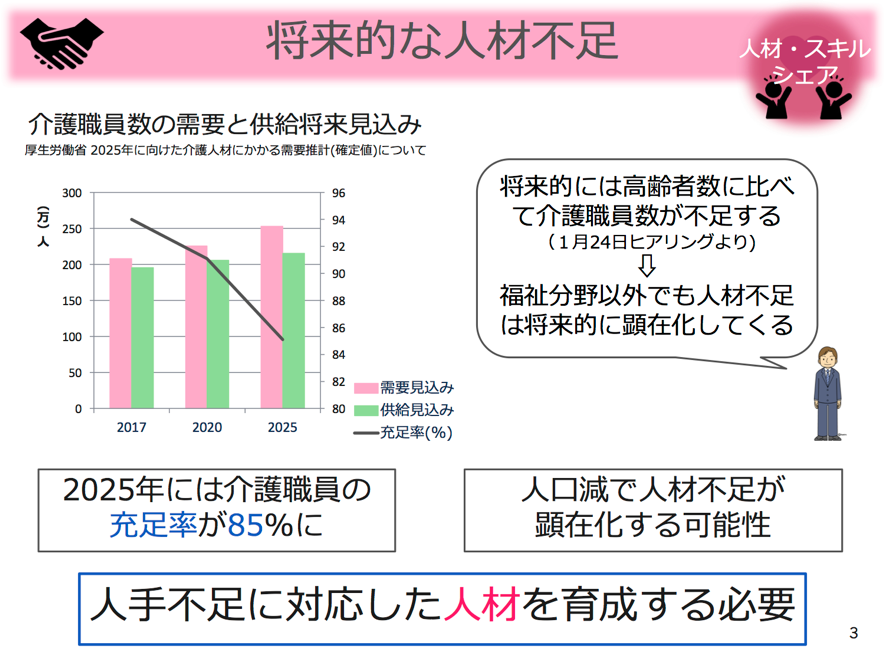 将来的な人材不足
人材・スキル
シェア
介護職員数の需要と供給将来見込み
厚生労働省 2025年に向けた介護人材にかかる需要推計(確定値)について
(万)人
300
250
200
150
100
50
0
96
94
92
90
88
86
84
82
80
2017
2020
2025
需要見込み
供給見込み
充足率(%)
将来的には高齢者数に比べ
て介護職員数が不足する
(1月24日ヒアリングより)
⇩
福祉分野以外でも人材不足
は将来的に顕在化してくる
2025年には介護職員の
充足率が85%に
人口減で人材不足が
顕在化する可能性
人手不足に対応した人材を育成する必要
3